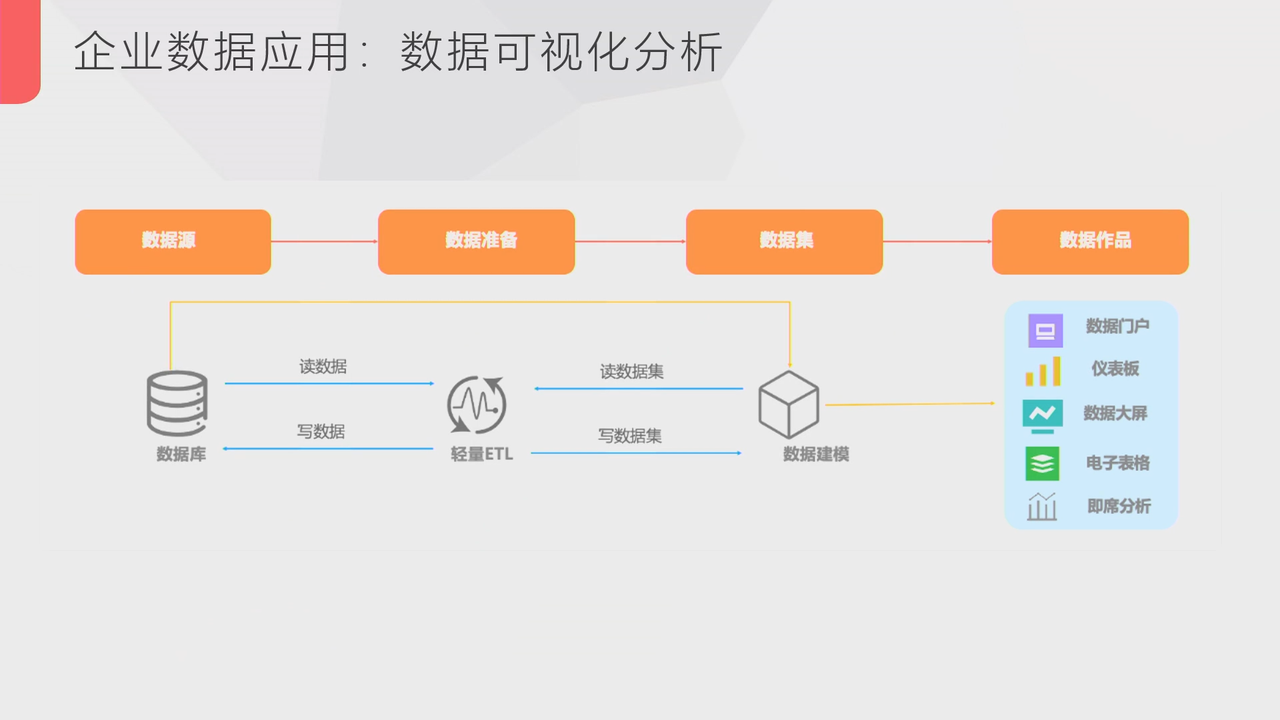 企业数据应用：数据可视化分析
数据源
数据准备
数据集
数据作品
读数据
写数据
读数据集
写数据集
数据库
轻量ETL
数据建模
数据门户
仪表板
数据大屏
电子表格
即席分析